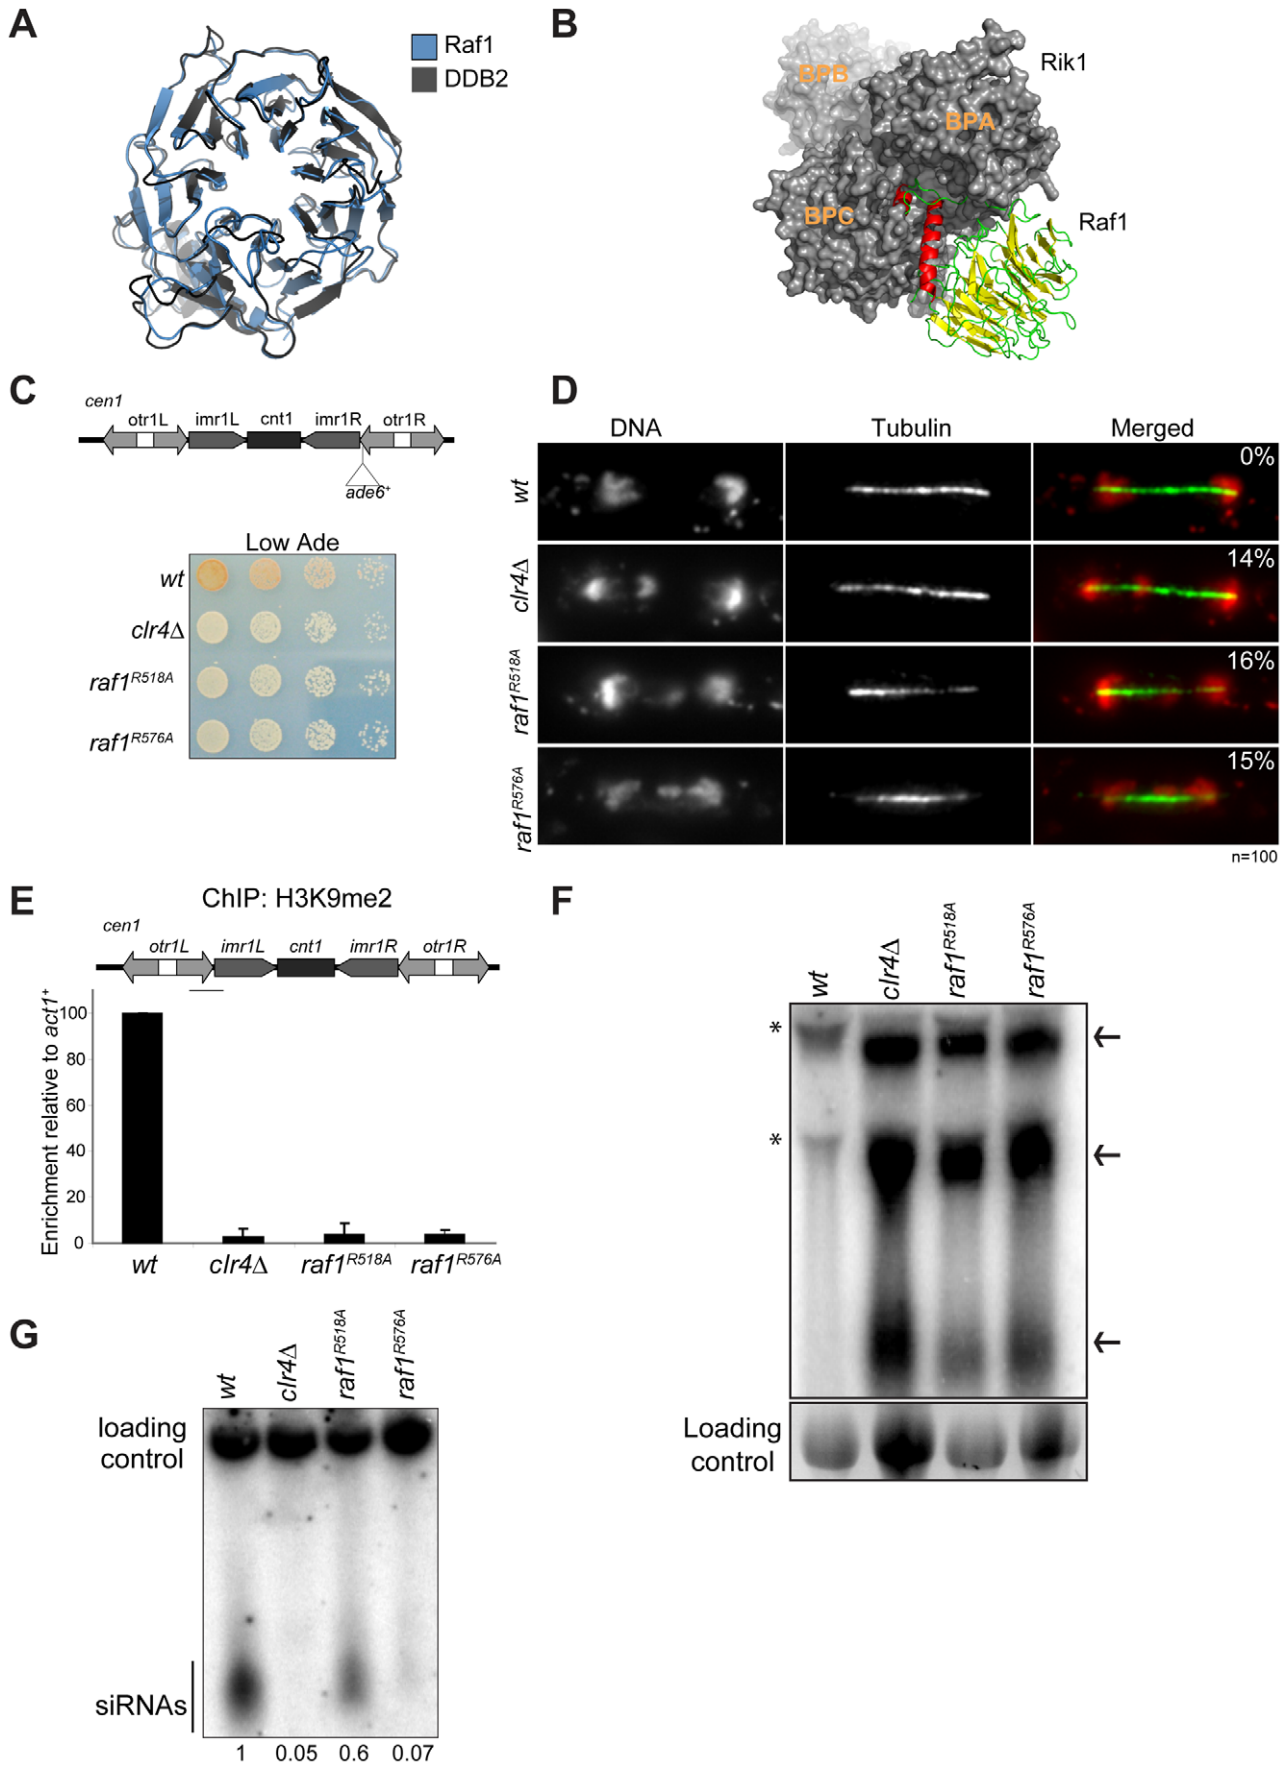 A
Raf1
DDB2
B
BPB
Rik1
BPA
BPC
Raf1
C
cen1
otr1L imr1L cnt1 imr1R otr1R
ade6+
Low Ade
wt
clr4Δ
raf1R518A
raf1R576A
D
DNA Tubulin Merged
wt
0%
clr4Δ
14%
raf1R518A
16%
raf1R576A
15%
n=100
E
ChIP: H3K9me2
cen1
otr1L imr1L cnt1 imr1R otr1R
Enrichment relative to act1+
100
80
60
40
20
0
wt clr4Δ raf1R518A raf1R576A
F
wt clr4Δ raf1R518A raf1R576A
*
*
Loading
control
G
wt clr4Δ raf1R518A raf1R576A
loading
control
siRNAs
1 0.05 0.6 0.07